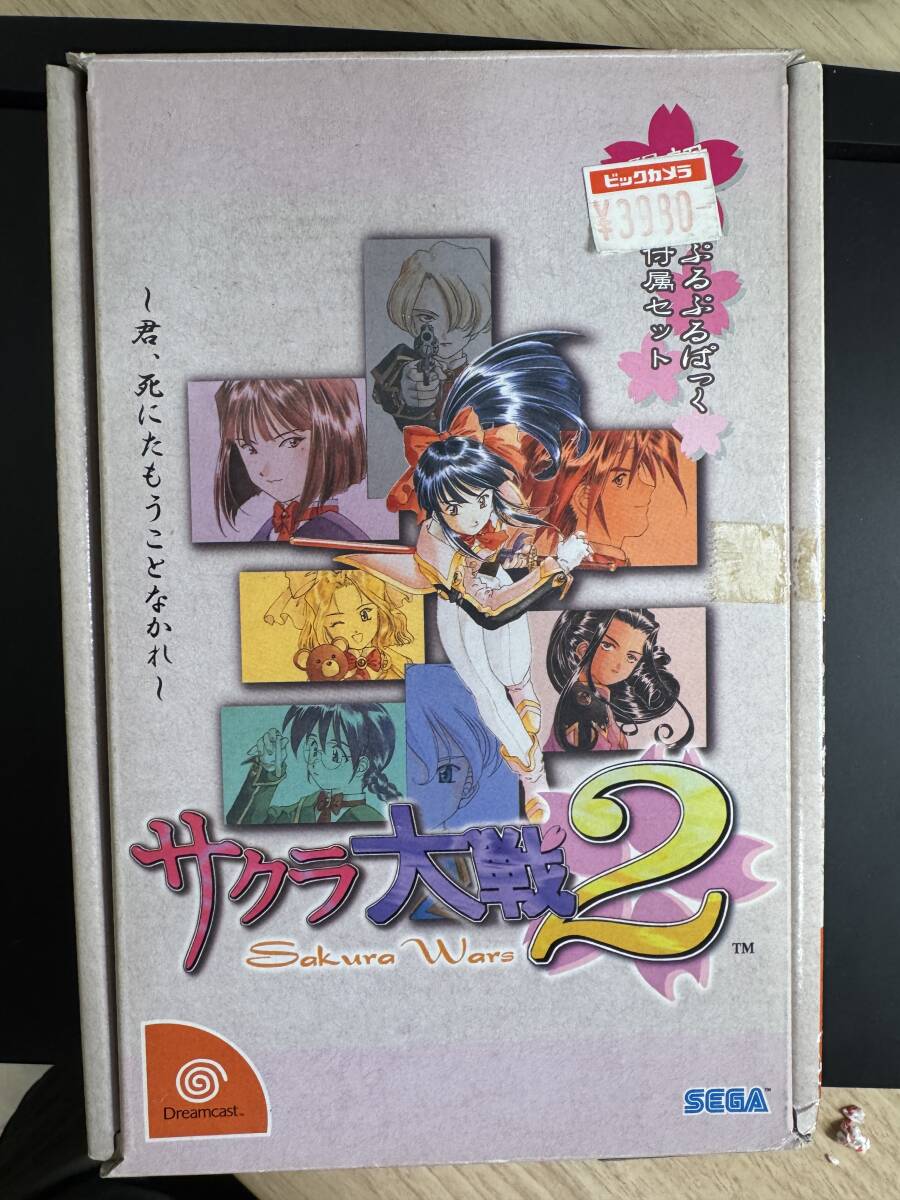 ビックカメラ
¥3980-
ぷるぷるぱっく
付属セット
〜君、死にたもうことなかれ〜
サクラ大戦2
Sakura Wars
TM
Dreamcast™
SEGA™